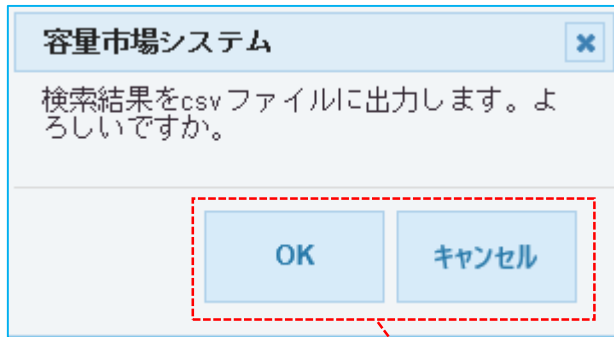 容量市場システム
検索結果をcsvファイルに出力します。よ
ろしいですか。
OK
キャンセル